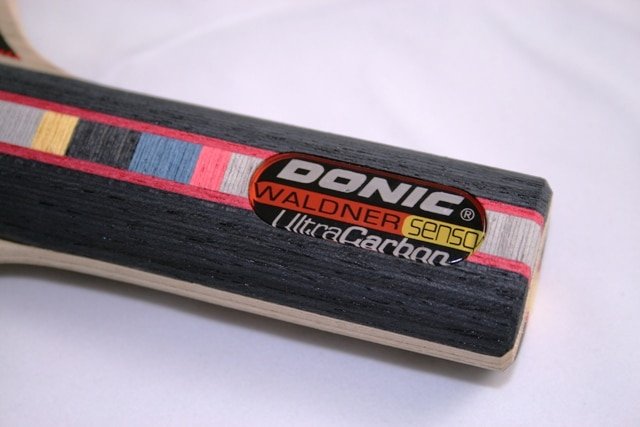 DONIC®
WALDNER senso
UltraCarbon